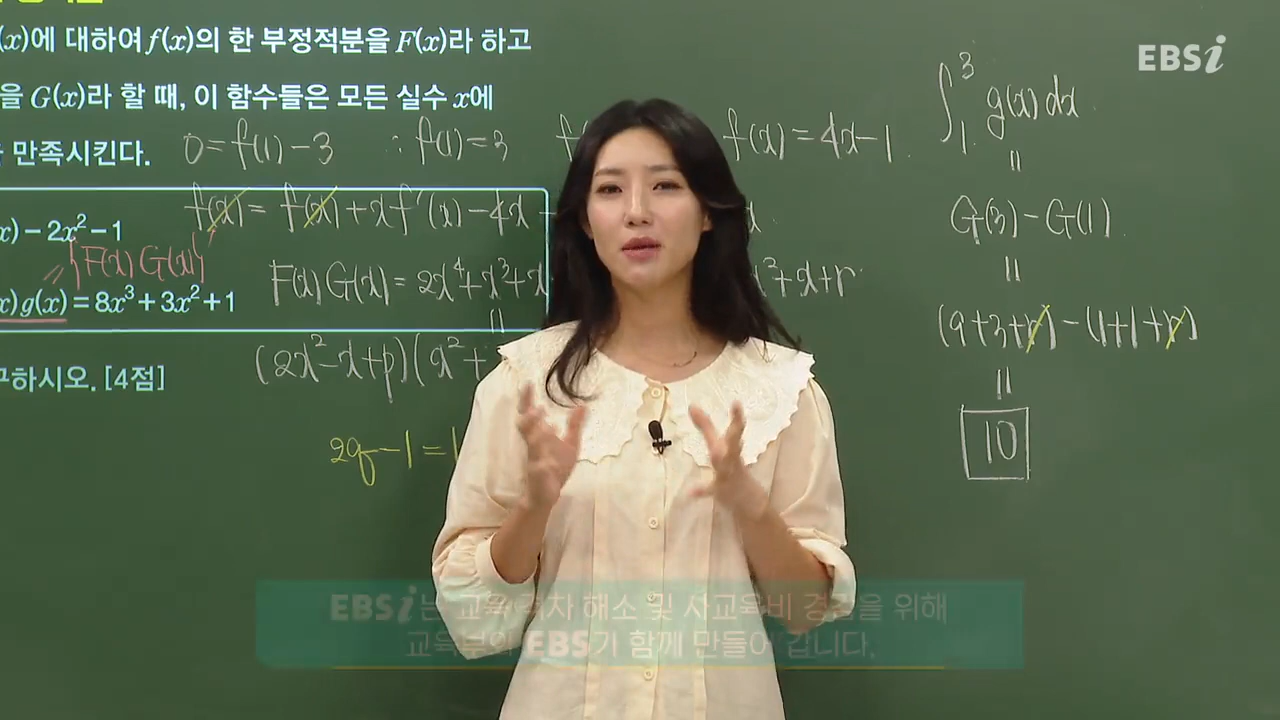 (x)에 대하여 f(x)의 한 부정적분을 F(x)라 하고
을 G(x)라 할 때, 이 함수들은 모든 실수 x에
만족시킨다.
x) − 2x² − 1
{F(x) G(x)}'
x)g(x) = 8x³ + 3x² + 1
구하시오. [4점]
0 = f(1) − 3 ∴ f(1) = 3
f(x) = 4x − 1
f(x) = f(x) + xf'(x) − 4x
F(x) G(x) = 2x⁴ + x³ + x
x² + x + r
(2x² − x + p)(x² +
2q − 1 = 1
EBSi
∫₁³ g(x) dx
=
G(3) − G(1)
=
(9 + 3 + r) − (1 + 1 + r)
=
10
EBSi는 교육 격차 해소 및 사교육비 경감을 위해
교육부와 EBS가 함께 만들어 갑니다.